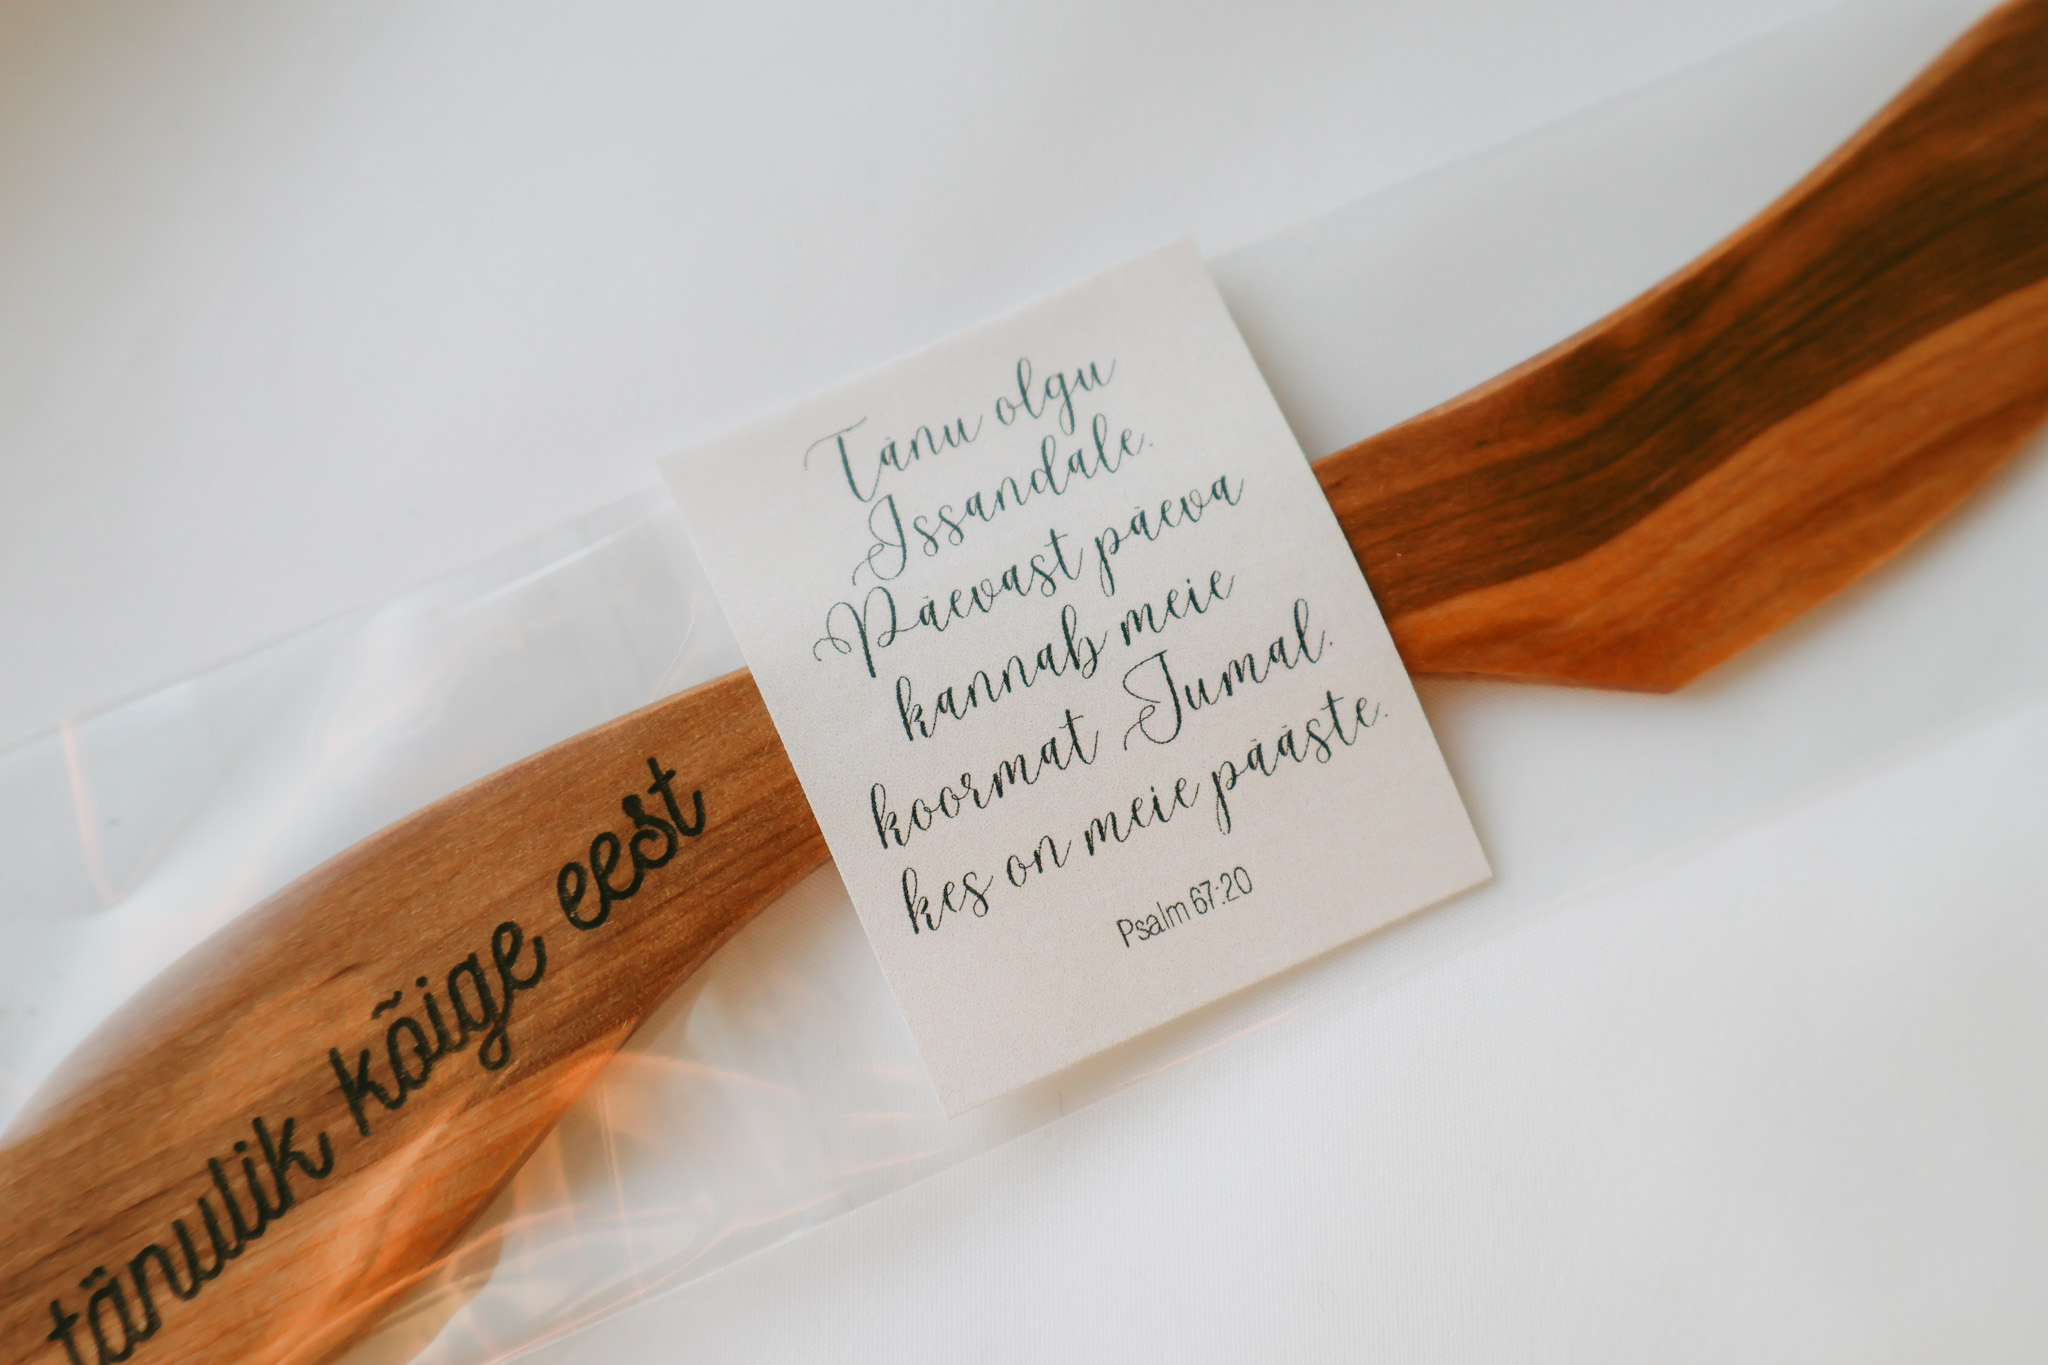 Tänu olgu
Issandale.
Päevast päeva
kannab meie
koormat Jumal.
kes on meie pääste.
Psalm 67:20
tänulik kõige eest